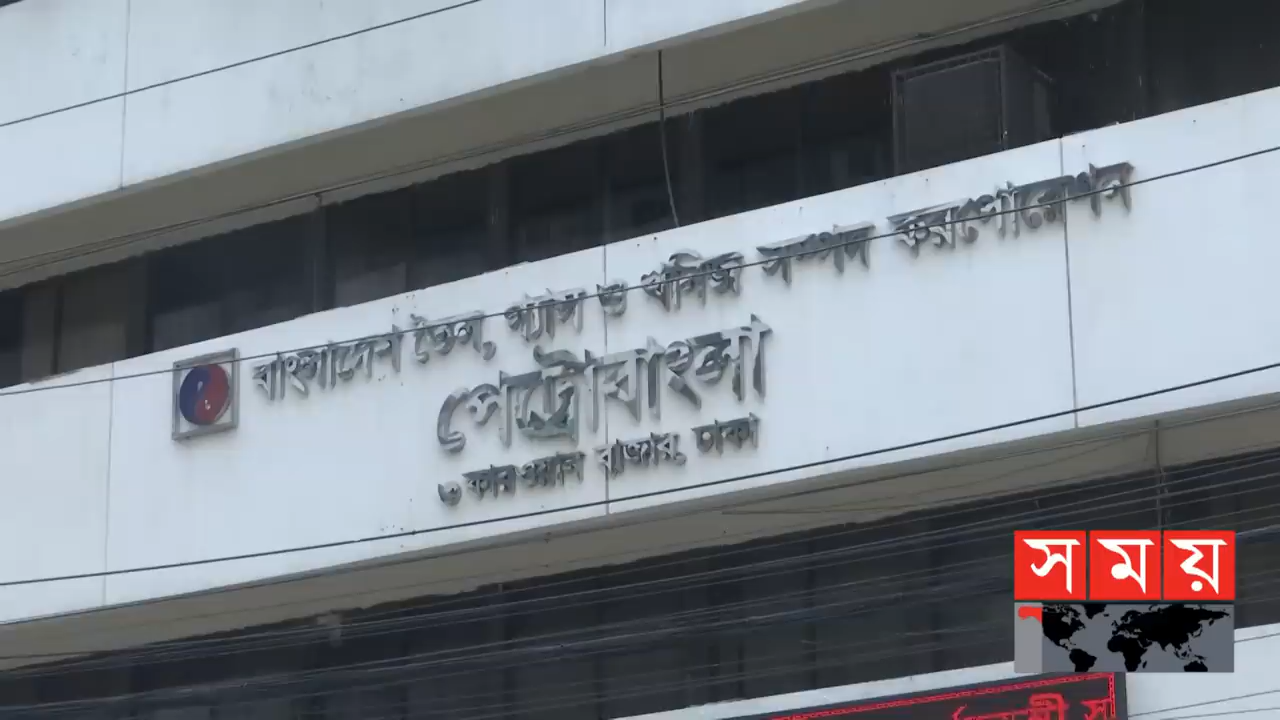 বাংলাদেশ তৈল, গ্যাস ও খনিজ সম্পদ করপোরেশন
পেট্রোবাংলা
৩ কারওয়ান বাজার, ঢাকা
সময়